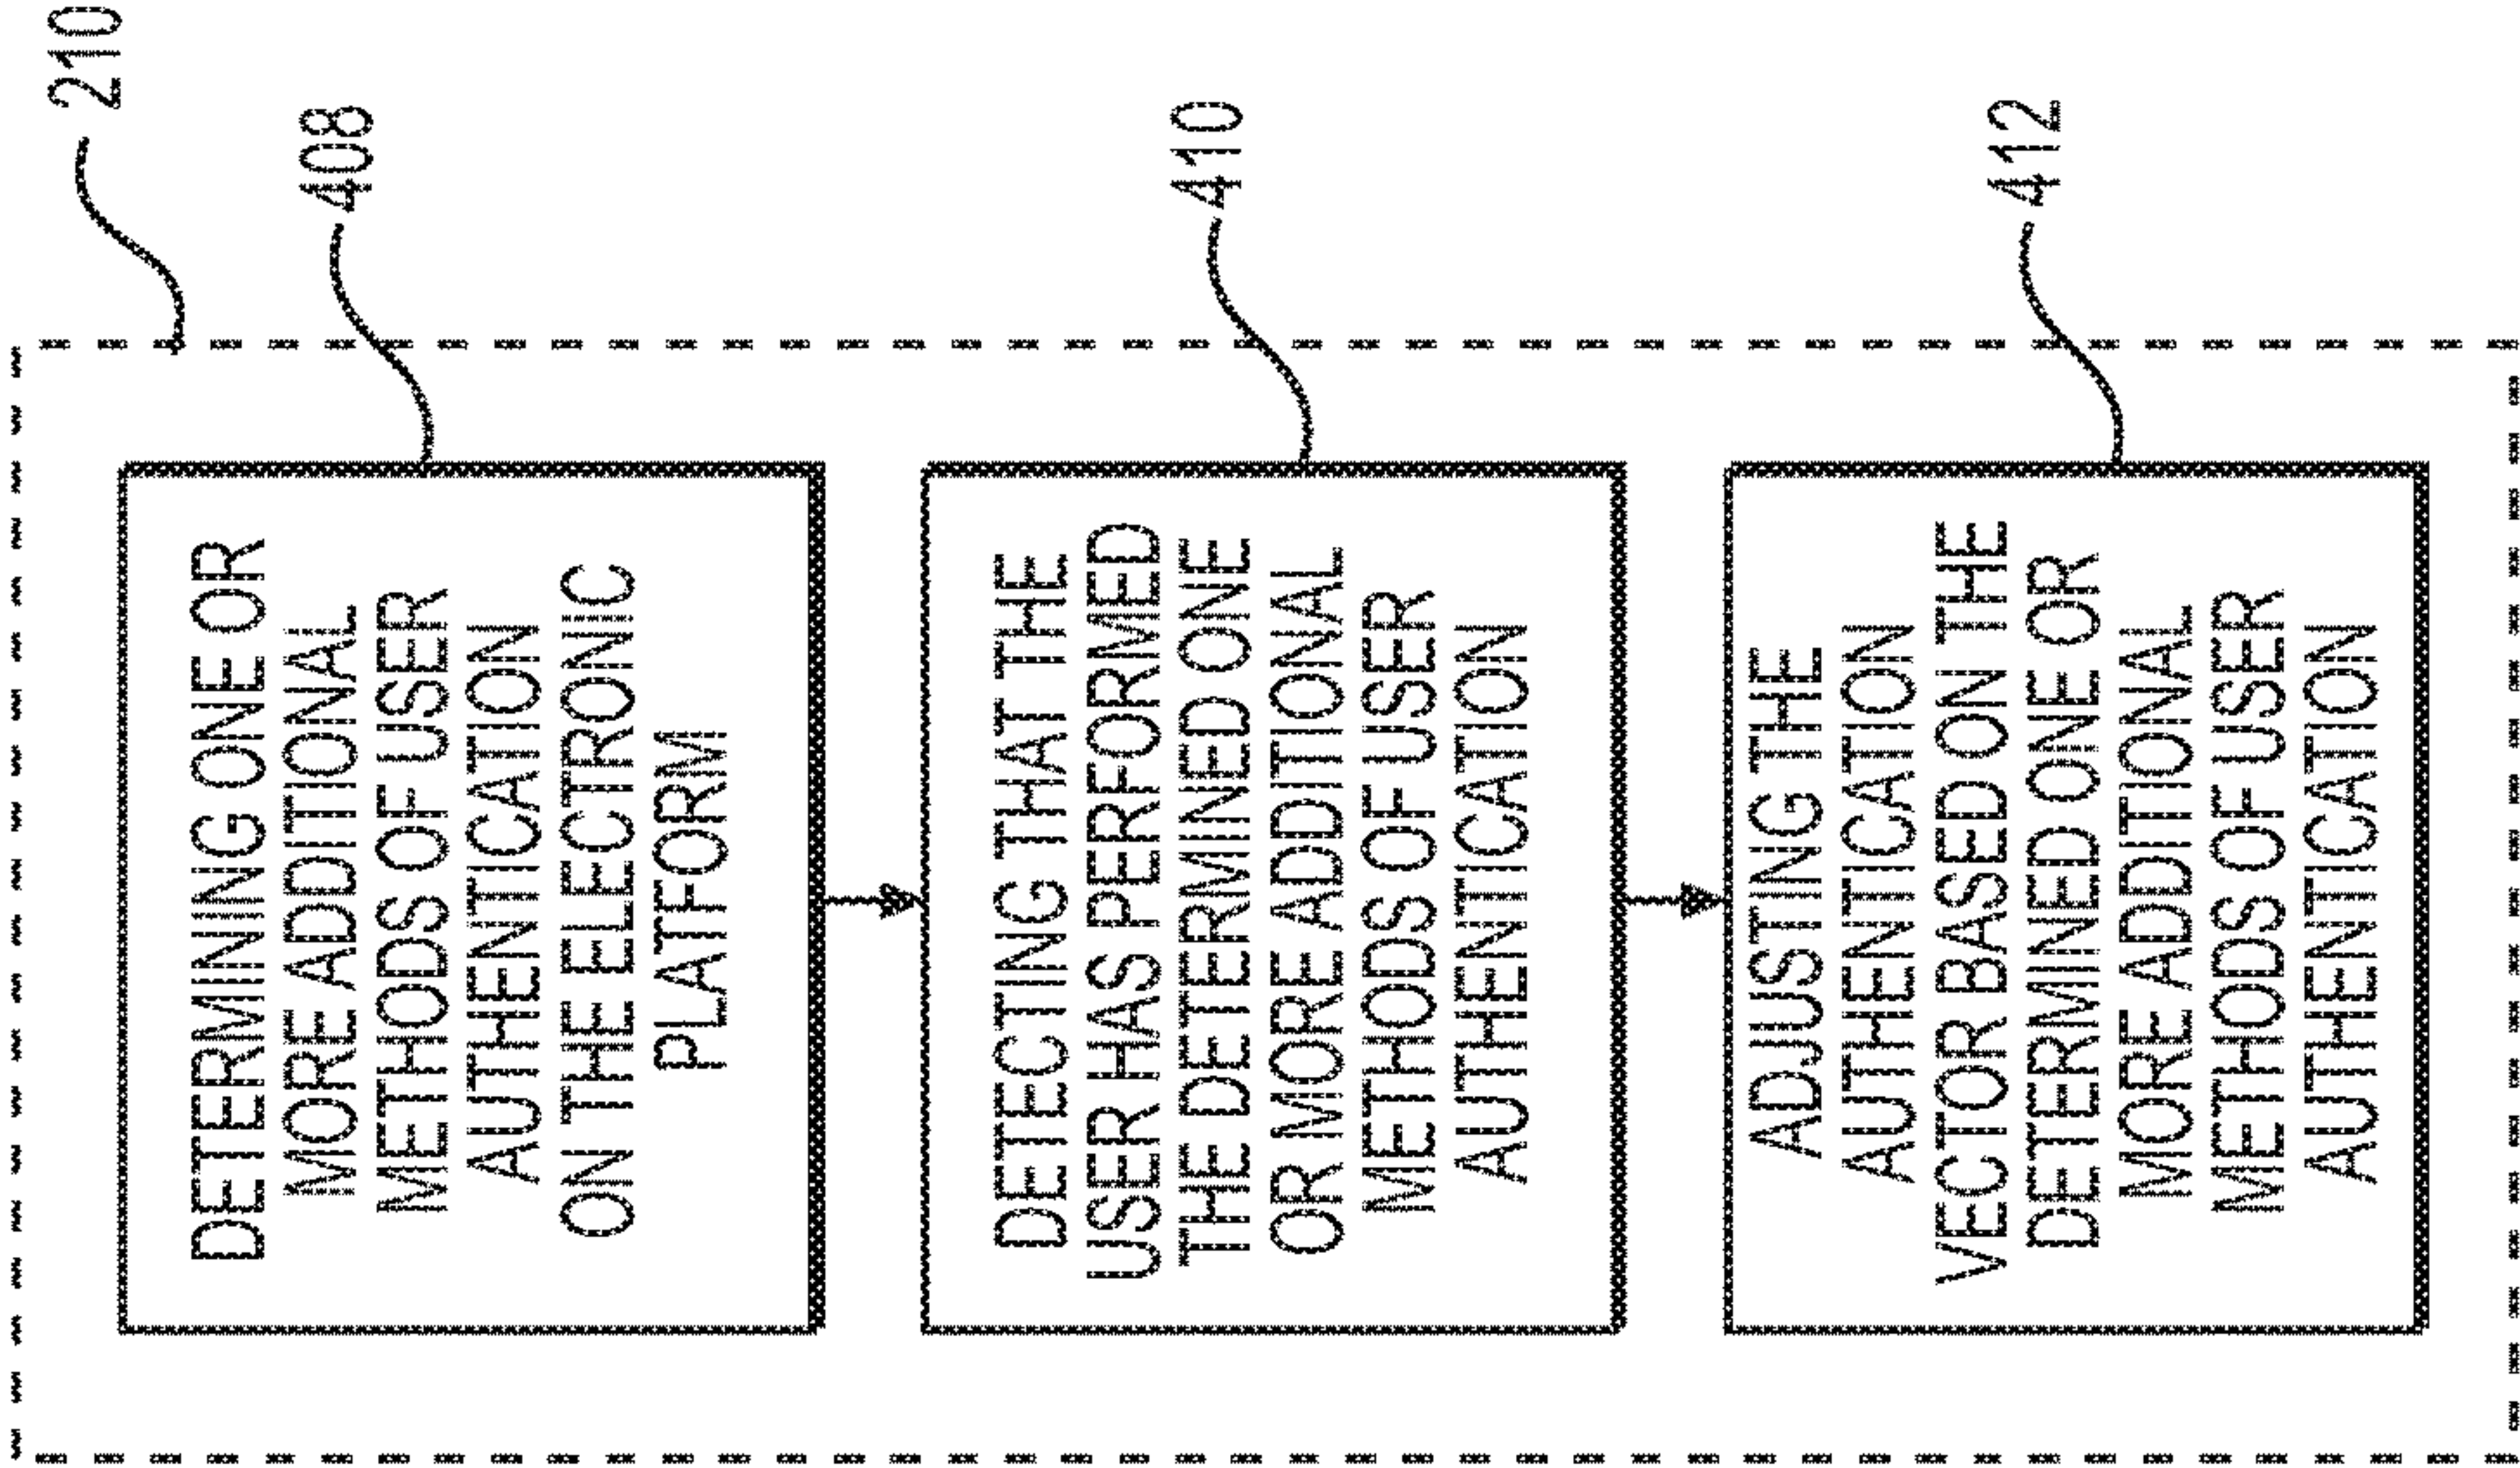 210
408
DETERMINING ONE OR
MORE ADDITIONAL
METHODS OF USER
AUTHENTICATION
ON THE ELECTRONIC
PLATFORM
410
DETECTING THAT THE
USER HAS PERFORMED
THE DETERMINED ONE
OR MORE ADDITIONAL
METHODS OF USER
AUTHENTICATION
412
ADJUSTING THE
AUTHENTICATION
VECTOR BASED ON THE
DETERMINED ONE OR
MORE ADDITIONAL
METHODS OF USER
AUTHENTICATION